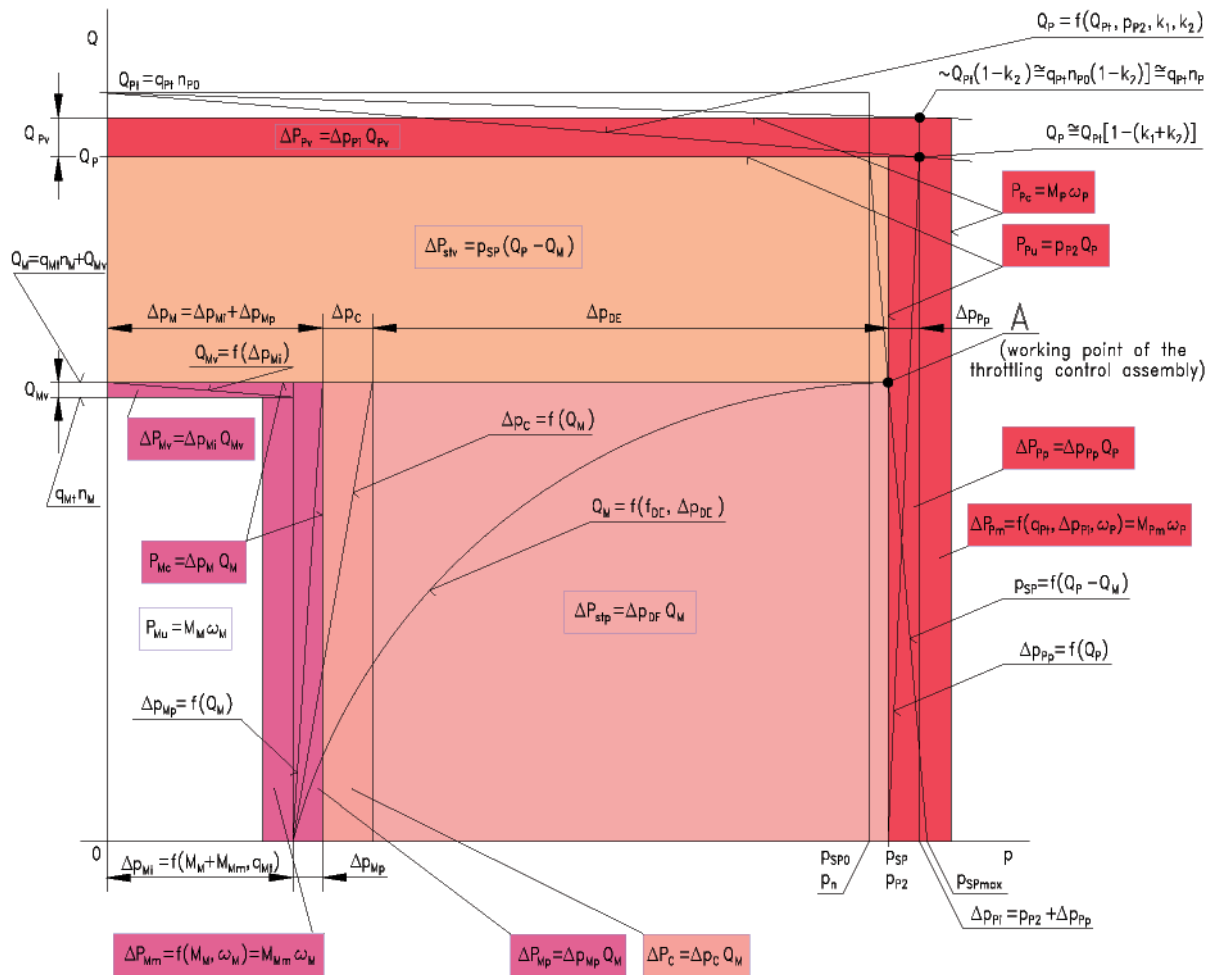 Q
Q_P = f(Q_Pt, p_P2, k_1, k_2)
Q_Pt = q_Pt n_P0
~Q_Pt(1−k_2) ≅ q_Pt n_P0(1−k_2)] ≅ q_Pt n_P
Q_Pv
ΔP_Pv = Δp_Pi Q_Pv
Q_P ≅ Q_Pt[1−(k_1+k_2)]
Q_P
P_Pc = M_P ω_P
ΔP_stv = p_SP(Q_P − Q_M)
P_Pu = p_P2 Q_P
Q_M = q_Mt n_M + Q_Mv
Δp_M = Δp_Mi + Δp_Mp
Δp_C
Δp_DE
Δp_Pp
A
(working point of the
throttling control assembly)
Q_Mv = f(Δp_Mi)
Q_Mv
ΔP_Mv = Δp_Mi Q_Mv
Δp_C = f(Q_M)
ΔP_Pp = Δp_Pp Q_P
q_Mt n_M
Q_M = f(f_DE, Δp_DE)
ΔP_Pm = f(q_Pt, Δp_Pi, ω_P) = M_Pm ω_P
P_Mc = Δp_M Q_M
p_SP = f(Q_P − Q_M)
P_Mu = M_M ω_M
ΔP_stp = Δp_DF Q_M
Δp_Pp = f(Q_P)
Δp_Mp = f(Q_M)
0
p_SP0
p_SP
p
Δp_Mi = f(M_M + M_Mm, q_Mt)
Δp_Mp
p_n
p_P2
p_SPmax
Δp_Pi = p_P2 + Δp_Pp
ΔP_Mm = f(M_M, ω_M) = M_Mm ω_M
ΔP_Mp = Δp_Mp Q_M
ΔP_C = Δp_C Q_M